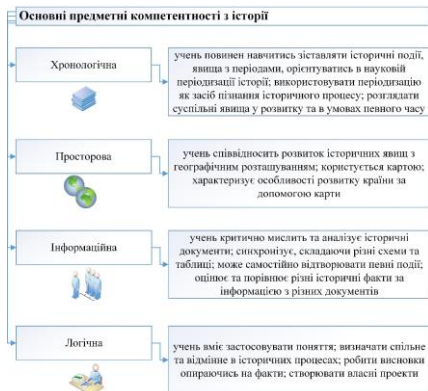 Основні предметні компетентності з історії
Хронологічна
учень повинен навчитись зіставляти історичні події,
явища з періодами, орієнтуватись в науковій
періодизації історії; використовувати періодизацію
як засіб пізнання історичного процесу; розглядати
суспільні явища у розвитку та в умовах певного часу
Просторова
учень співвідносить розвиток історичних явищ з
географічним розташуванням; користується картою;
характеризує особливості розвитку країни за
допомогою карти
Інформаційна
учень критично мислить та аналізує історичні
документи; синхронізує, складаючи різні схеми та
таблиці; може самостійно відтворювати певні події;
оцінює та порівнює різні історичні факти за
інформацією з різних документів
Логічна
учень вміє застосовувати поняття; визначати спільне
та відмінне в історичних процесах; робити висновки
опираючись на факти; створювати власні проекти